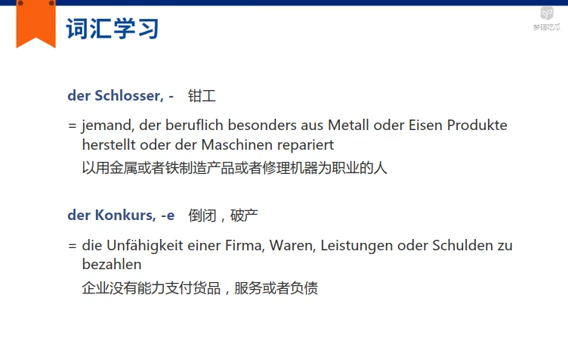 词汇学习
der Schlosser, - 钳工
= jemand, der beruflich besonders aus Metall oder Eisen Produkte
herstellt oder der Maschinen repariert
以用金属或者铁制造产品或者修理机器为职业的人
der Konkurs, -e 倒闭，破产
= die Unfähigkeit einer Firma, Waren, Leistungen oder Schulden zu
bezahlen
企业没有能力支付货品，服务或者负债